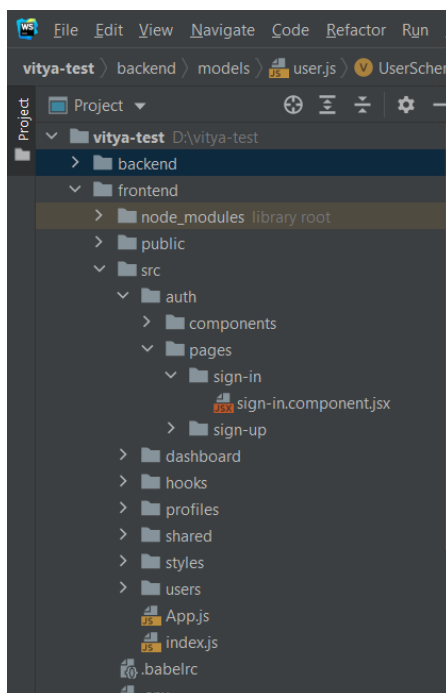 WS File Edit View Navigate Code Refactor Run
vitya-test backend models JS user.js V UserScher
Project
Project
vitya-test D:\vitya-test
backend
frontend
node_modules library root
public
src
auth
components
pages
sign-in
JSX sign-in.component.jsx
sign-up
dashboard
hooks
profiles
shared
styles
users
JS App.js
JS index.js
.babelrc